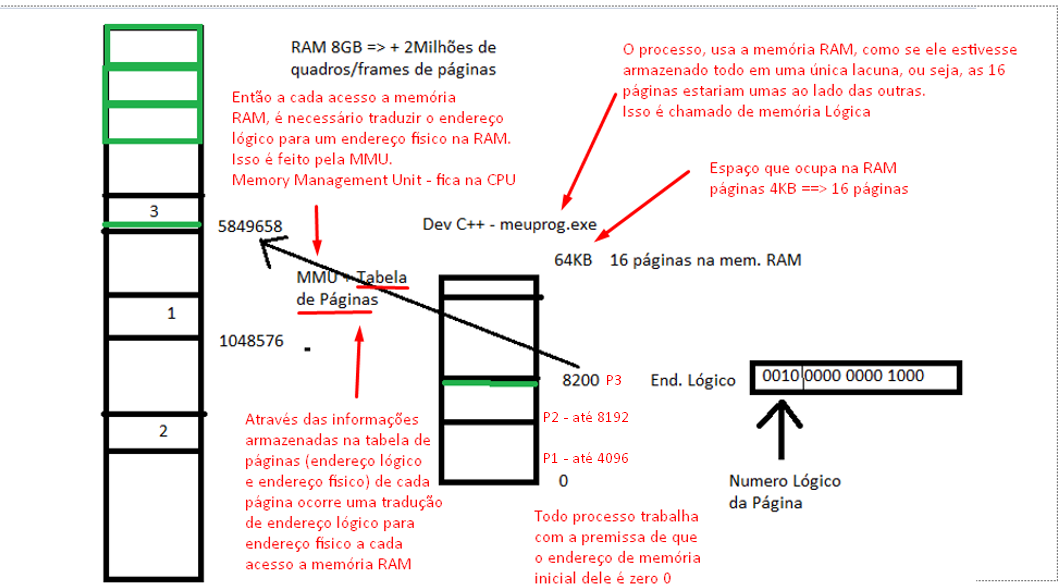 RAM 8GB => + 2Milhões de
quadros/frames de páginas
O processo, usa a memória RAM, como se ele estivesse
armazenado todo em uma única lacuna, ou seja, as 16
páginas estariam umas ao lado das outras.
Isso é chamado de memória Lógica
Então a cada acesso a memória
RAM, é necessário traduzir o endereço
lógico para um endereço físico na RAM.
Isso é feito pela MMU.
Memory Management Unit - fica na CPU
Espaço que ocupa na RAM
páginas 4KB ==> 16 páginas
3
5849658
Dev C++ - meuprog.exe
64KB 16 páginas na mem. RAM
MMU + Tabela
de Páginas
1
1048576
8200 P3
End. Lógico
0010 0000 0000 1000
Através das informações
armazenadas na tabela de
páginas (endereço lógico
e endereço físico) de cada
página ocorre uma tradução
de endereço lógico para
endereço físico a cada
acesso a memória RAM
2
P2 - até 8192
P1 - até 4096
0
Numero Lógico
da Página
Todo processo trabalha
com a premissa de que
o endereço de memória
inicial dele é zero 0